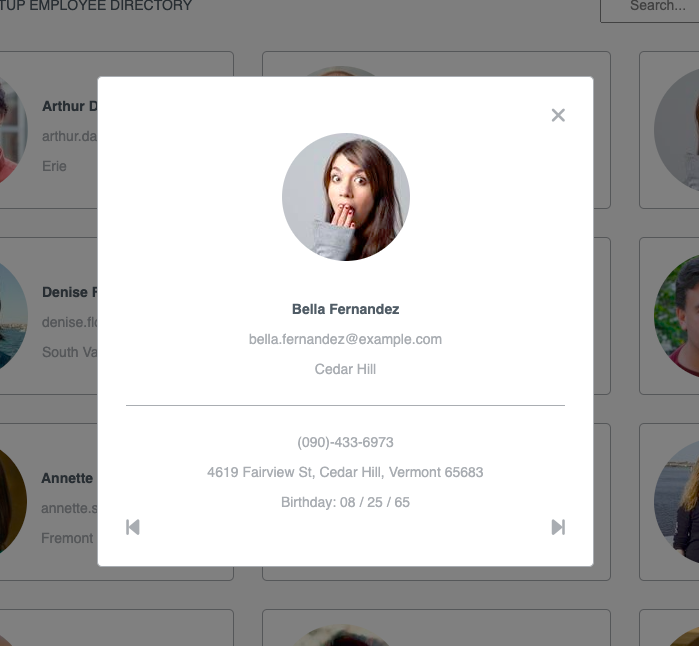 TUP EMPLOYEE DIRECTORY
Search...
Arthur D
arthur.da
Erie
Bella Fernandez
bella.fernandez@example.com
Cedar Hill
(090)-433-6973
4619 Fairview St, Cedar Hill, Vermont 65683
Birthday: 08 / 25 / 65
Denise F
denise.flo
South Va
Annette
annette.s
Fremont